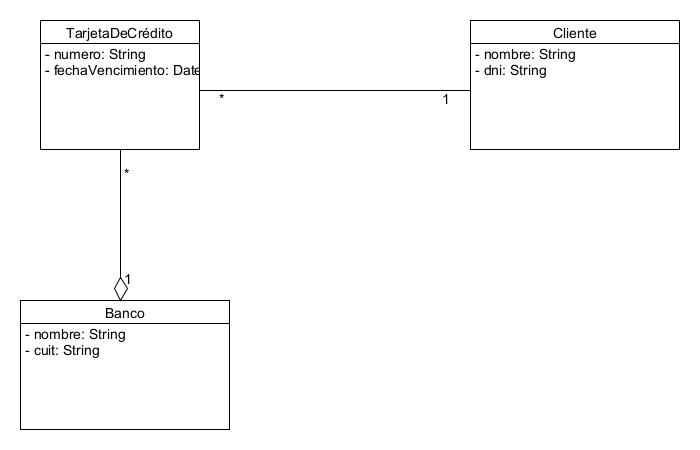 TarjetaDeCrédito
- numero: String
- fechaVencimiento: Date
Cliente
- nombre: String
- dni: String
* 1
*
1
Banco
- nombre: String
- cuit: String